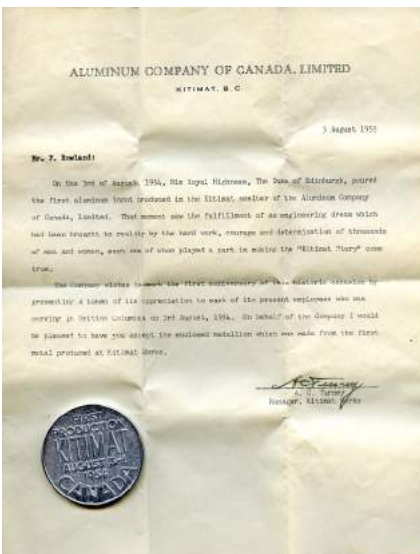 ALUMINUM COMPANY OF CANADA, LIMITED
KITIMAT, B.C.
3 August 1955
Mr. F. Rowland:
On the 3rd of August 1954, His Royal Highness, The Duke of Edinburgh, poured
the first aluminum ingot produced in the Kitimat smelter of the Aluminum Company
of Canada, Limited. That moment saw the fulfillment of an engineering dream which
had been brought to reality by the hard work, courage and determination of thousands
of men and women, each one of whom played a part in making the "Kitimat Story" come
true.
The Company wishes to mark the first anniversary of this historic occasion by
presenting a token of its appreciation to each of its present employees who was
working in British Columbia on 3rd August, 1954. On behalf of the Company I would
be pleased to have you accept the enclosed medallion which was made from the first
metal produced at Kitimat Works.
A. C. Turney
Manager, Kitimat Works
FIRST
PRODUCTION
KITIMAT
AUGUST 3RD
1954
CANADA